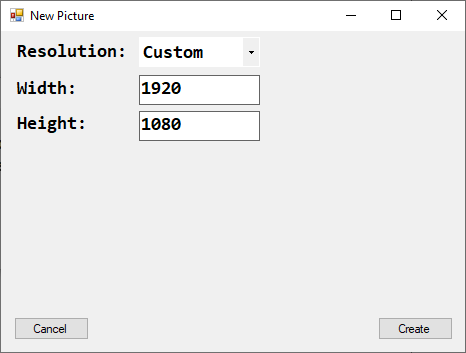 New Picture
Resolution: Custom
Width: 1920
Height: 1080
Cancel Create